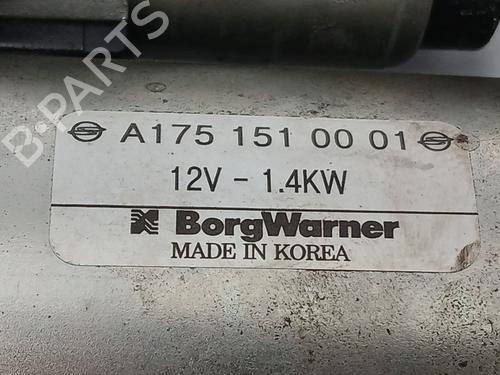 A175 151 00 01
12V - 1.4KW
BorgWarner
MADE IN KOREA
B-PARTS